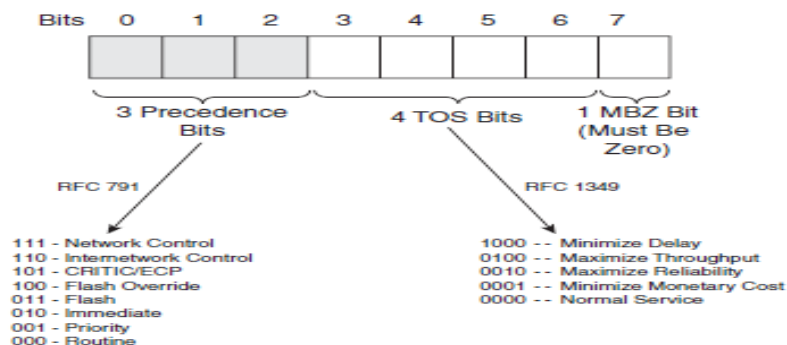 Bits 0 1 2 3 4 5 6 7
3 Precedence Bits
4 TOS Bits
1 MBZ Bit (Must Be Zero)
RFC 791
RFC 1349
111 - Network Control
110 - Internetwork Control
101 - CRITIC/ECP
100 - Flash Override
011 - Flash
010 - Immediate
001 - Priority
000 - Routine
1000 -- Minimize Delay
0100 -- Maximize Throughput
0010 -- Maximize Reliability
0001 -- Minimize Monetary Cost
0000 -- Normal Service